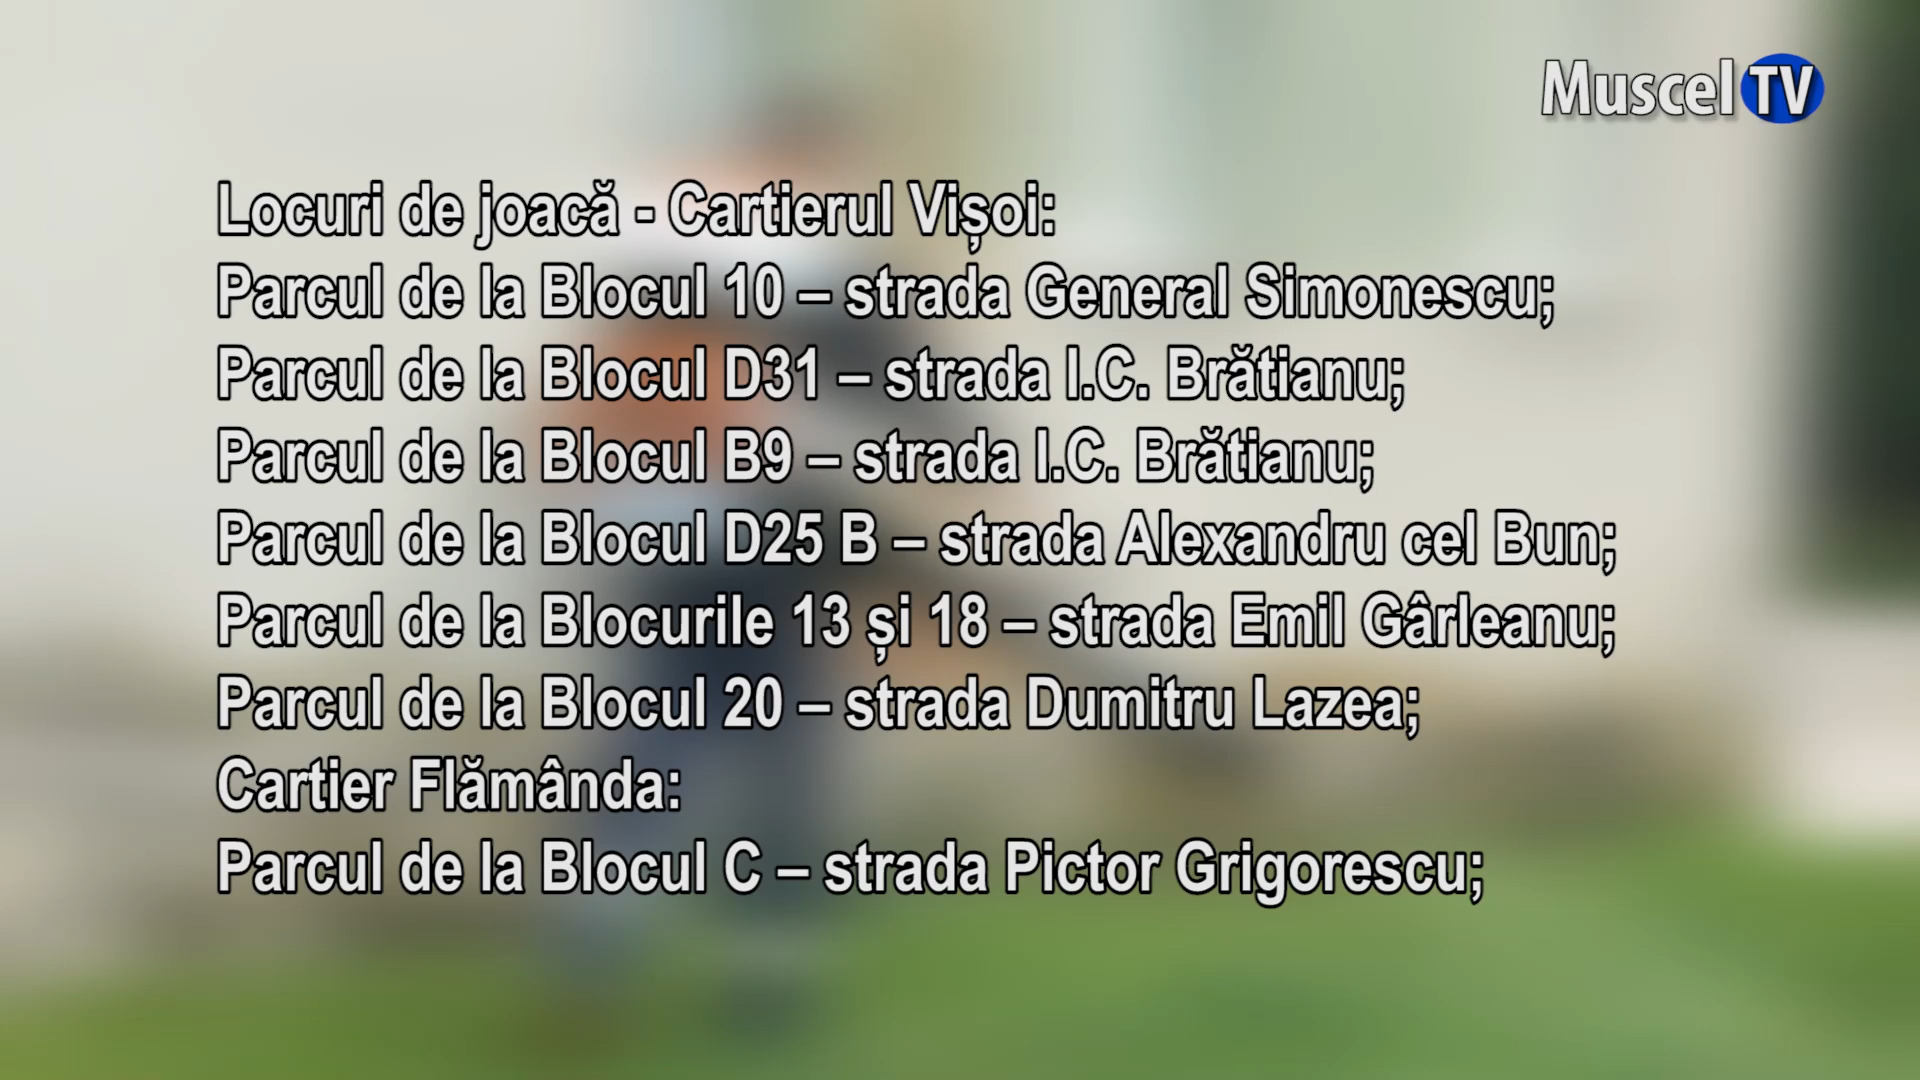 Muscel TV
Locuri de joacă - Cartierul Vișoi:
Parcul de la Blocul 10 – strada General Simonescu;
Parcul de la Blocul D31 – strada I.C. Brătianu;
Parcul de la Blocul B9 – strada I.C. Brătianu;
Parcul de la Blocul D25 B – strada Alexandru cel Bun;
Parcul de la Blocurile 13 și 18 – strada Emil Gârleanu;
Parcul de la Blocul 20 – strada Dumitru Lazea;
Cartier Flămânda:
Parcul de la Blocul C – strada Pictor Grigorescu;